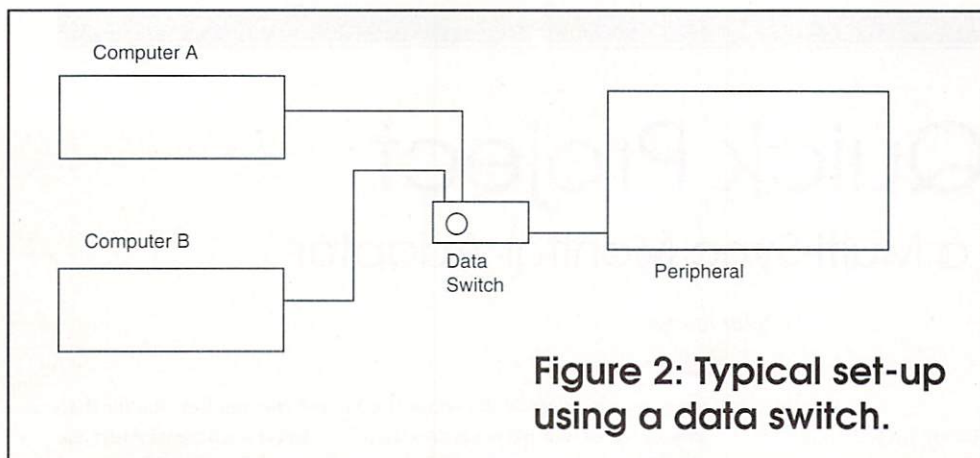 Computer A
Computer B
Data
Switch
Peripheral
Figure 2: Typical set-up
using a data switch.